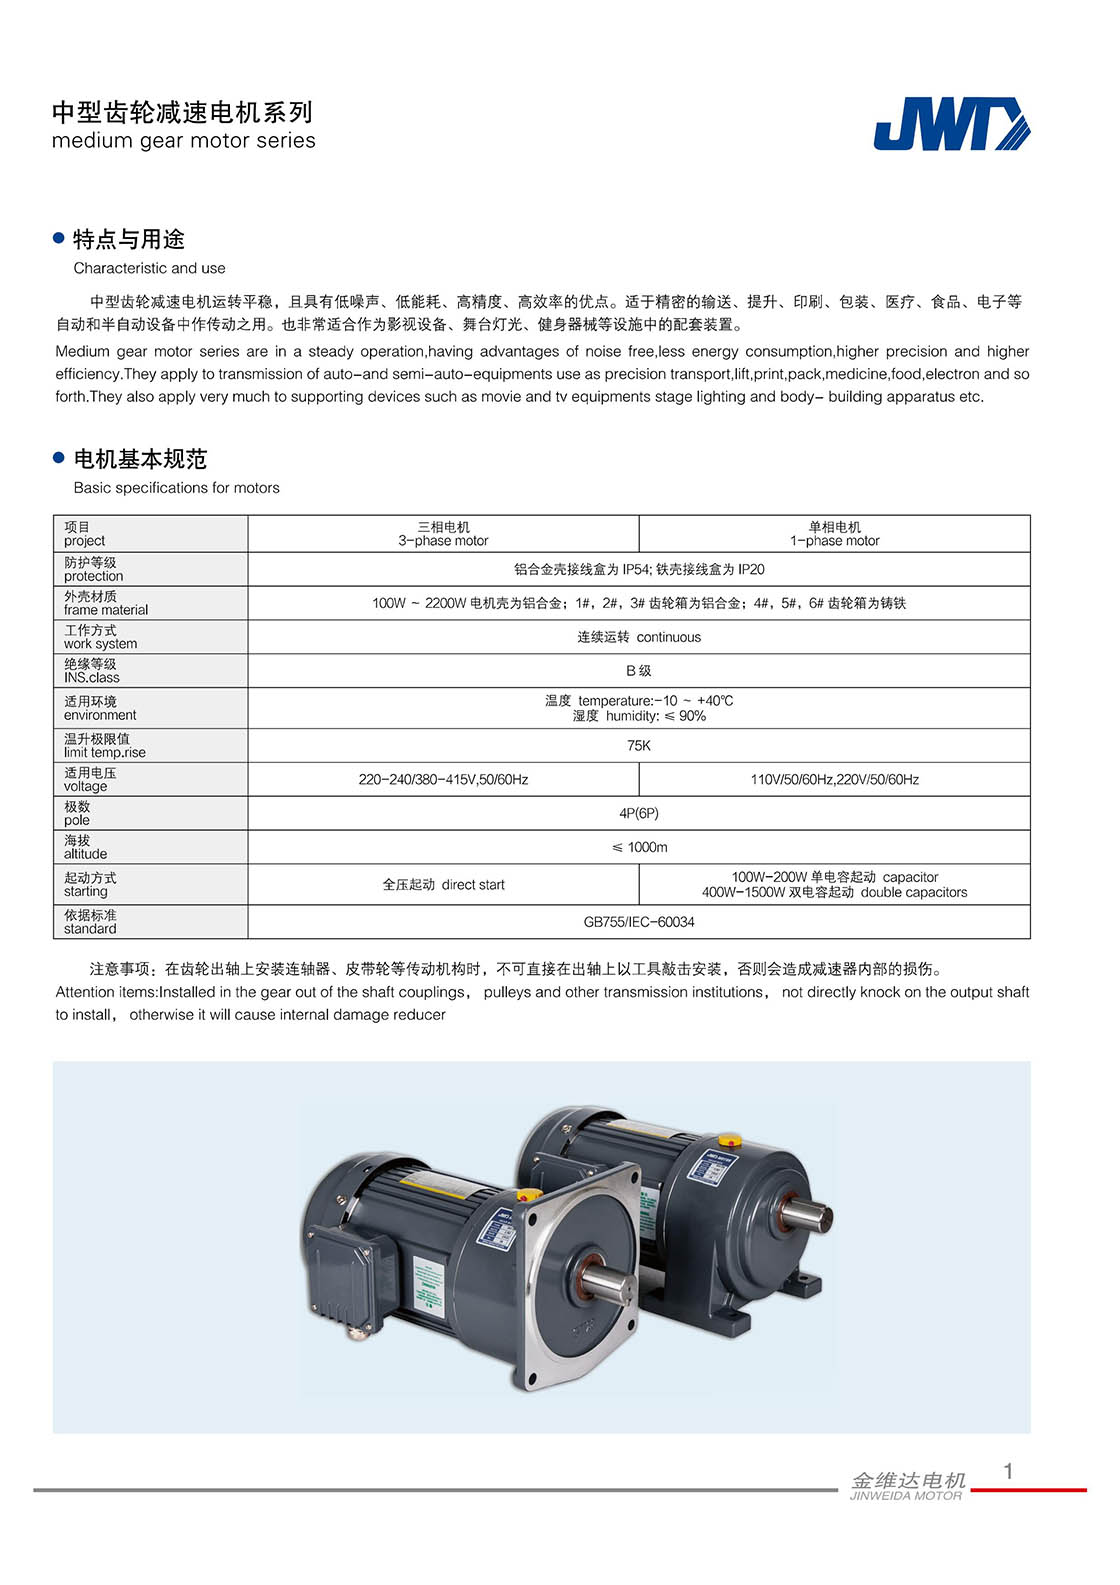 中型齿轮减速电机系列
medium gear motor series
JWD
● 特点与用途
Characteristic and use
中型齿轮减速电机运转平稳，且具有低噪声、低能耗、高精度、高效率的优点。适于精密的输送、提升、印刷、包装、医疗、食品、电子等
自动和半自动设备中作传动之用。也非常适合作为影视设备、舞台灯光、健身器械等设施中的配套装置。
Medium gear motor series are in a steady operation,having advantages of noise free,less energy consumption,higher precision and higher
efficiency.They apply to transmission of auto-and semi-auto-equipments use as precision transport,lift,print,pack,medicine,food,electron and so
forth.They also apply very much to supporting devices such as movie and tv equipments stage lighting and body- building apparatus etc.
● 电机基本规范
Basic specifications for motors
项目 三相电机 单相电机
project 3-phase motor 1-phase motor
防护等级
protection
铝合金壳接线盒为 IP54; 铁壳接线盒为 IP20
外壳材质
frame material
100W ~ 2200W 电机壳为铝合金；1#，2#，3# 齿轮箱为铝合金；4#，5#，6# 齿轮箱为铸铁
工作方式
work system
连续运转 continuous
绝缘等级
INS.class
B 级
适用环境
environment
温度 temperature:-10 ~ +40℃
湿度 humidity: ≤ 90%
温升极限值
limit temp.rise
75K
适用电压
voltage
220-240/380-415V,50/60Hz 110V/50/60Hz,220V/50/60Hz
极数
pole
4P(6P)
海拔
altitude
≤ 1000m
起动方式
starting
全压起动 direct start
100W-200W 单电容起动 capacitor
400W-1500W 双电容起动 double capacitors
依据标准
standard
GB755/IEC-60034
注意事项：在齿轮出轴上安装连轴器、皮带轮等传动机构时，不可直接在出轴上以工具敲击安装，否则会造成减速器内部的损伤。
Attention items:Installed in the gear out of the shaft couplings， pulleys and other transmission institutions， not directly knock on the output shaft
to install， otherwise it will cause internal damage reducer
金维达电机
JINWEIDA MOTOR
1